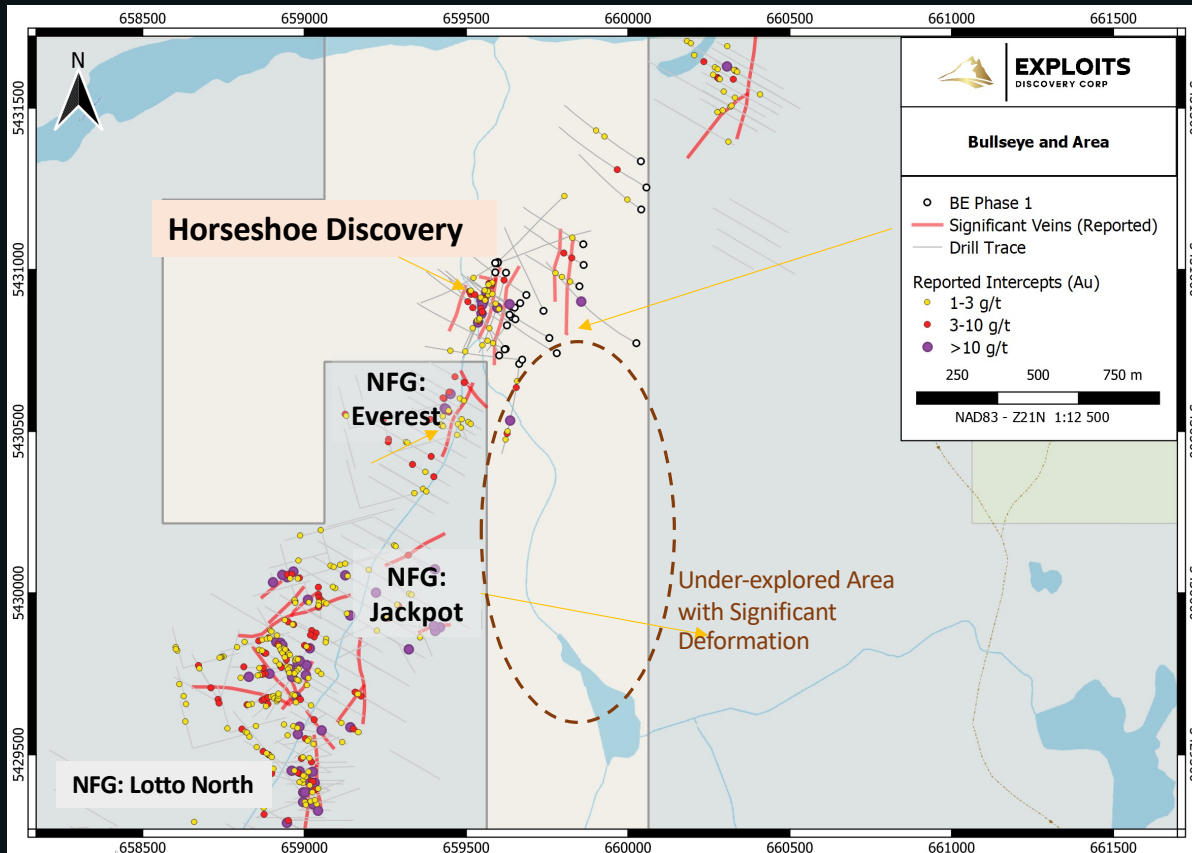 658500 659000 659500 660000 660500 661000 661500
N
EXPLOITS
DISCOVERY CORP
Bullseye and Area
BE Phase 1
Significant Veins (Reported)
Drill Trace
Reported Intercepts (Au)
1-3 g/t
3-10 g/t
>10 g/t
250 500 750 m
NAD83 - Z21N 1:12 500
5431500
5431000
5430500
5430000
5429500
Horseshoe Discovery
NFG:
Everest
NFG:
Jackpot
Under-explored Area
with Significant
Deformation
NFG: Lotto North
658500 659000 659500 660000 660500 661000 661500